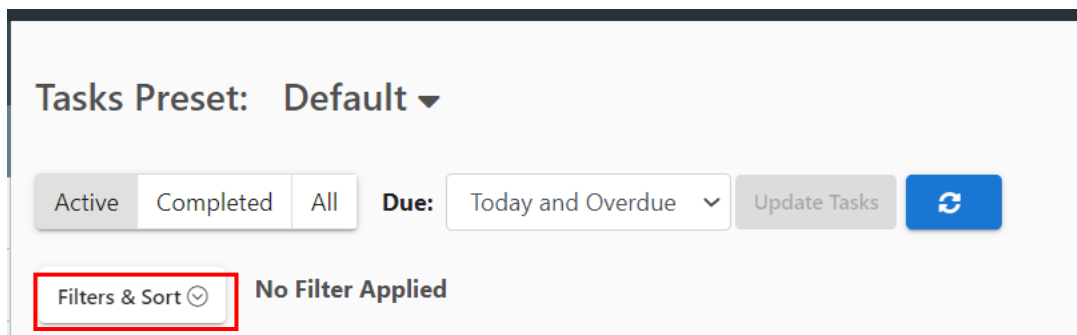 Tasks Preset: Default
Active Completed All Due: Today and Overdue Update Tasks
Filters & Sort No Filter Applied